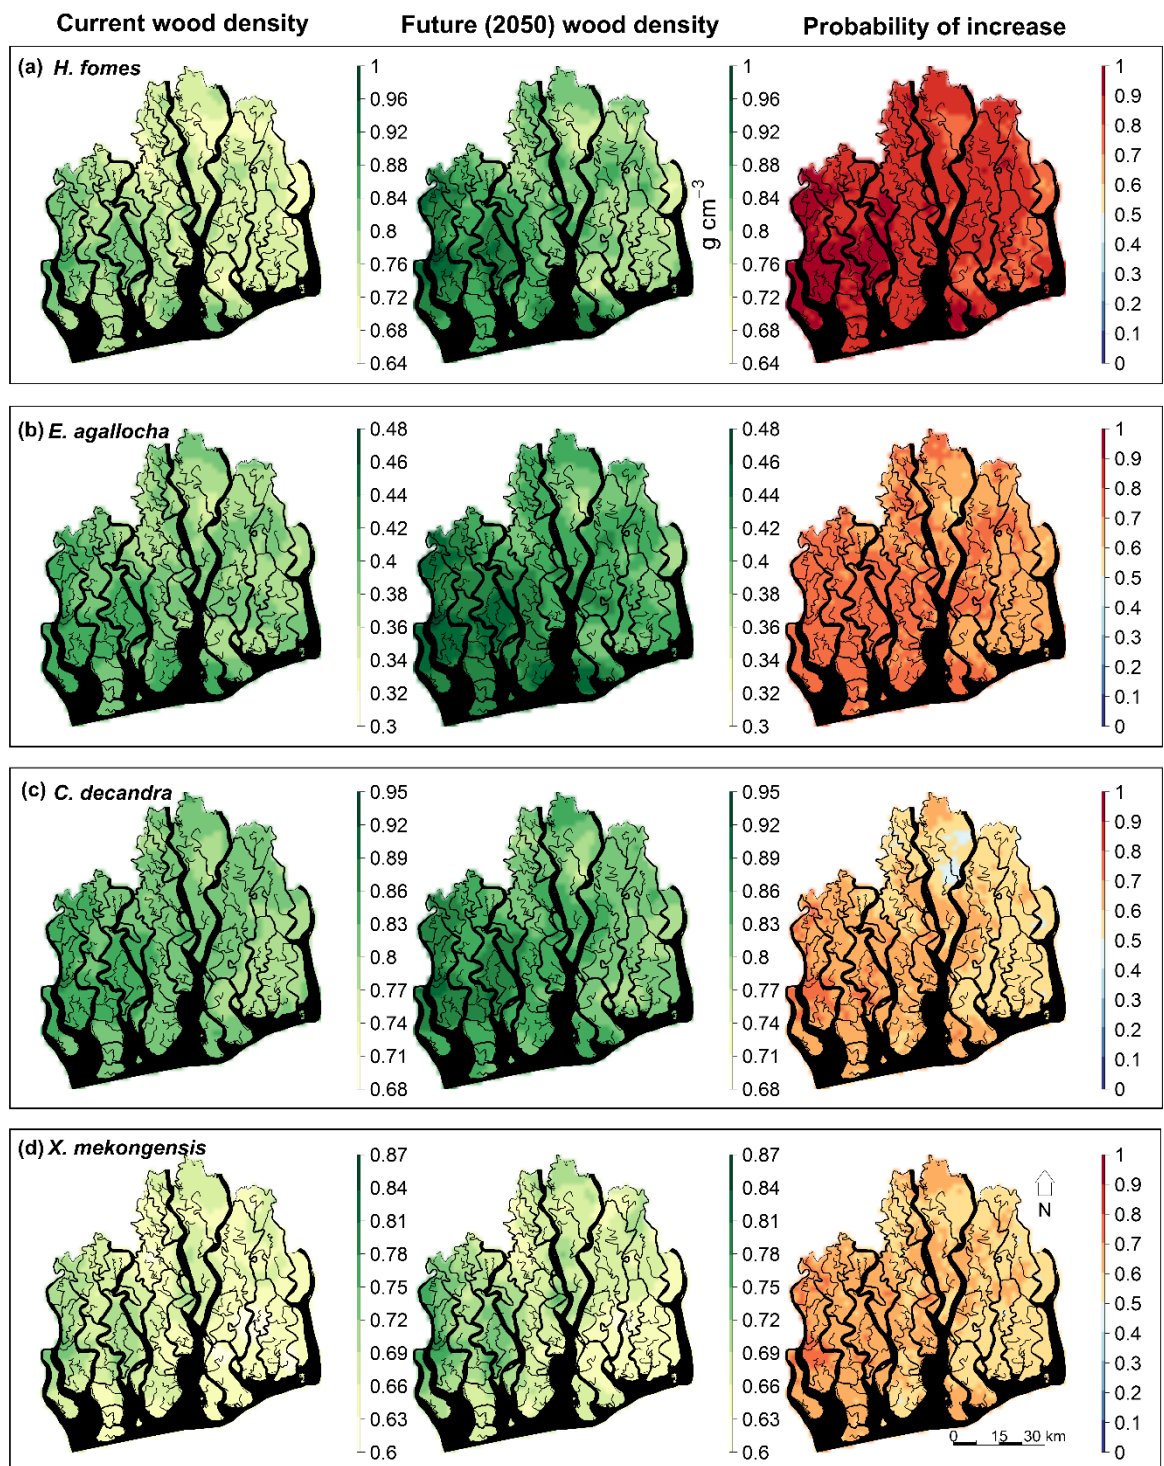 Current wood density Future (2050) wood density Probability of increase
(a) H. fomes
1 1 1
0.96 0.96 0.9
0.92 0.92 0.8
0.88 0.88 0.7
0.84 0.84 0.6
0.8 0.8 0.5
0.76 0.76 0.4
0.72 0.72 0.3
0.68 0.68 0.2
0.64 0.64 0.1
0
g cm⁻³
(b) E. agallocha
0.48 0.48 1
0.46 0.46 0.9
0.44 0.44 0.8
0.42 0.42 0.7
0.4 0.4 0.6
0.38 0.38 0.5
0.36 0.36 0.4
0.34 0.34 0.3
0.32 0.32 0.2
0.3 0.3 0.1
0
(c) C. decandra
0.95 0.95 1
0.92 0.92 0.9
0.89 0.89 0.8
0.86 0.86 0.7
0.83 0.83 0.6
0.8 0.8 0.5
0.77 0.77 0.4
0.74 0.74 0.3
0.71 0.71 0.2
0.68 0.68 0.1
0
(d) X. mekongensis
0.87 0.87 1
0.84 0.84 0.9
0.81 0.81 0.8
0.78 0.78 0.7
0.75 0.75 0.6
0.72 0.72 0.5
0.69 0.69 0.4
0.66 0.66 0.3
0.63 0.63 0.2
0.6 0.6 0.1
0
N
0 15 30 km